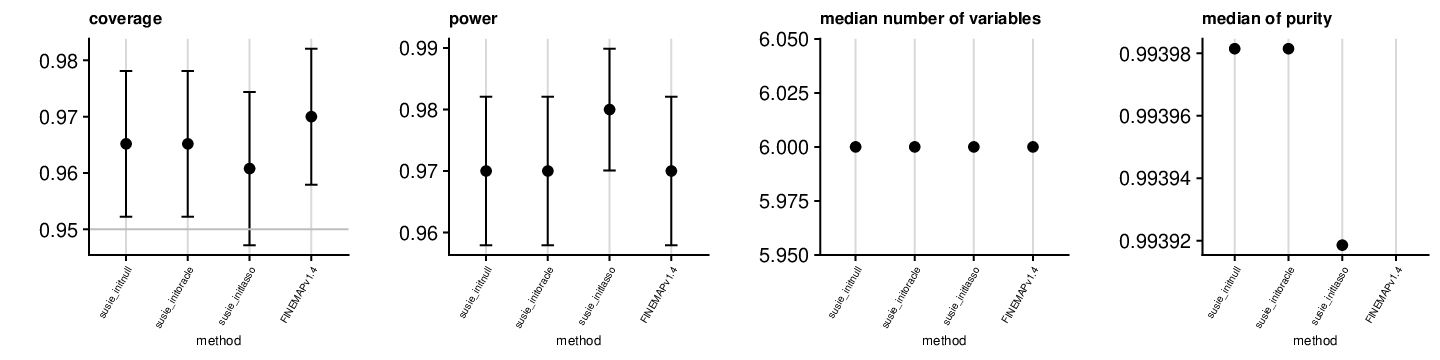 coverage
0.98
0.97
0.96
0.95
susie_initnull
susie_initoracle
susie_initlasso
FINEMAPv1.4
method
power
0.99
0.98
0.97
0.96
susie_initnull
susie_initoracle
susie_initlasso
FINEMAPv1.4
method
median number of variables
6.050
6.025
6.000
5.975
5.950
susie_initnull
susie_initoracle
susie_initlasso
FINEMAPv1.4
method
median of purity
0.99398
0.99396
0.99394
0.99392
susie_initnull
susie_initoracle
susie_initlasso
FINEMAPv1.4
method